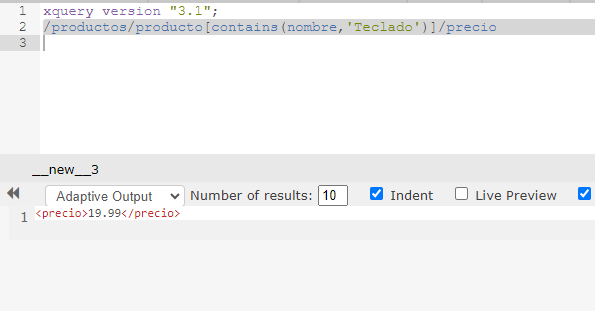 1 xquery version "3.1";
2 /productos/producto[contains(nombre,'Teclado')]/precio
3
__new__3
Adaptive Output Number of results: 10 Indent Live Preview
1 <precio>19.99</precio>